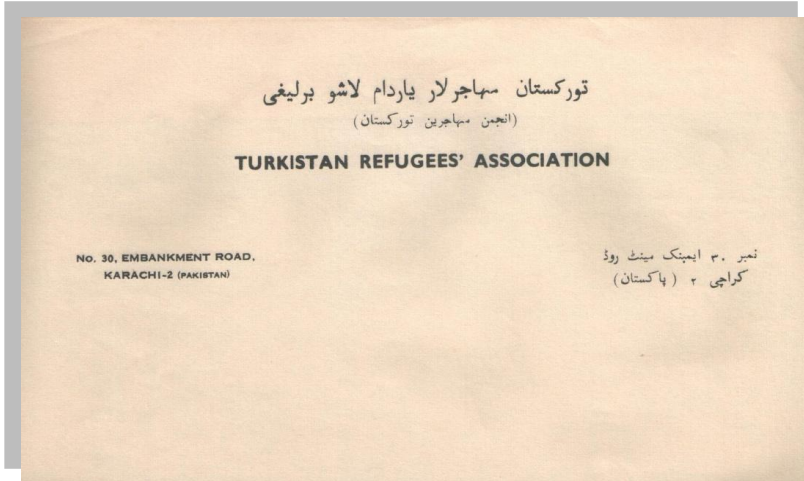 تورکستان مهاجرلار یاردام لاشو برلیغی
(انجمن مهاجرین تورکستان)
TURKISTAN REFUGEES' ASSOCIATION
No. 30, EMBANKMENT ROAD,
KARACHI-2 (PAKISTAN)
نمبر ۳۰ ایمبنک مینٹ روڈ
کراچی ۲ (پاکستان)